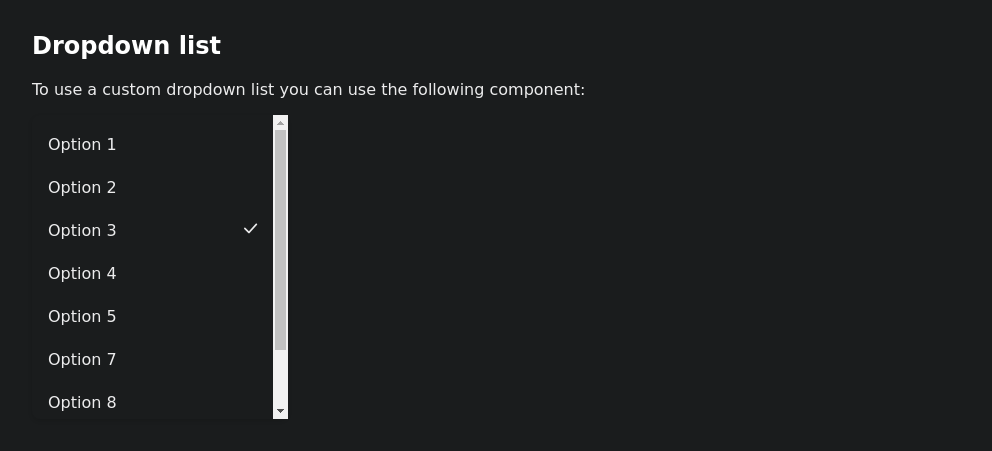 Dropdown list
To use a custom dropdown list you can use the following component:
Option 1
Option 2
Option 3
Option 4
Option 5
Option 7
Option 8